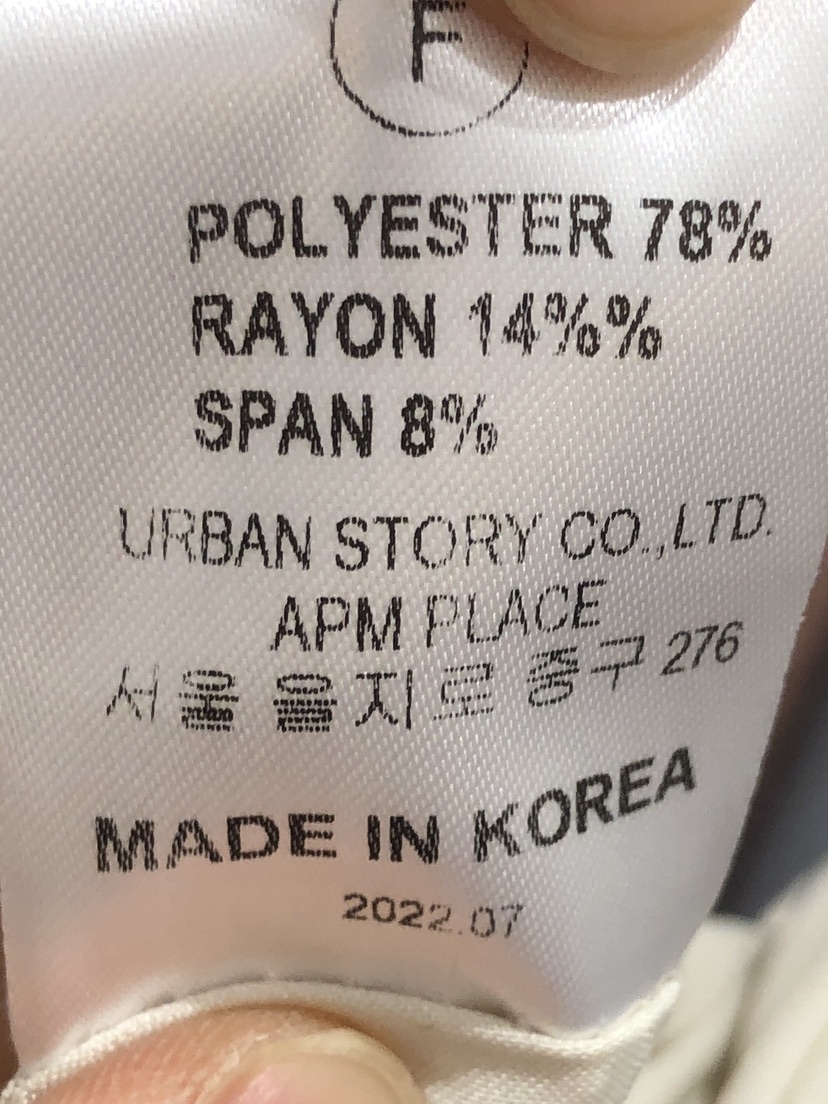 F
POLYESTER 78%
RAYON 14%%
SPAN 8%
URBAN STORY CO.,LTD.
APM PLACE
서울 을지로 중구 276
MADE IN KOREA
2022.07